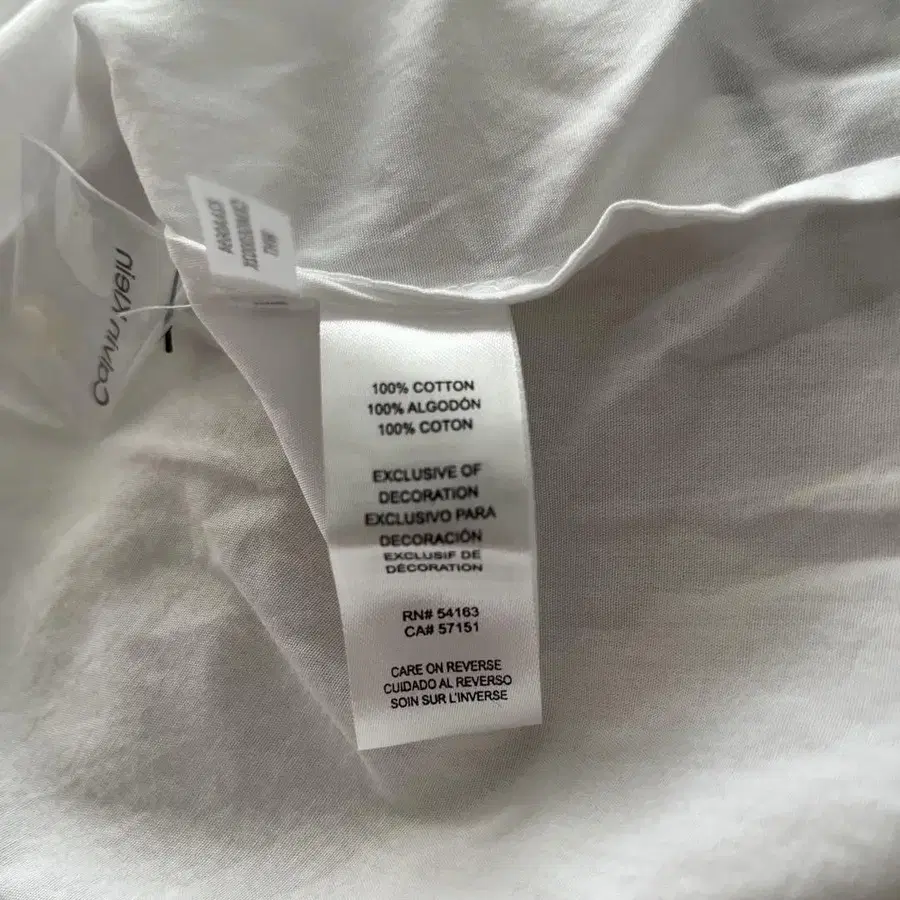 Calvin Klein
100% COTTON
100% ALGODÓN
100% COTON
EXCLUSIVE OF
DECORATION
EXCLUSIVO PARA
DECORACIÓN
EXCLUSIF DE
DÉCORATION
RN# 54163
CA# 57151
CARE ON REVERSE
CUIDADO AL REVERSO
SOIN SUR L'INVERSE